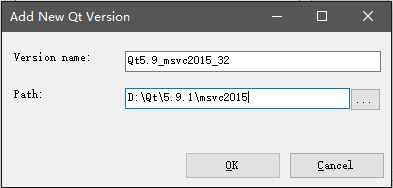 Add New Qt Version
Version name:
Qt5.9_msvc2015_32
Path:
D:\Qt\5.9.1\msvc2015
...
OK
Cancel